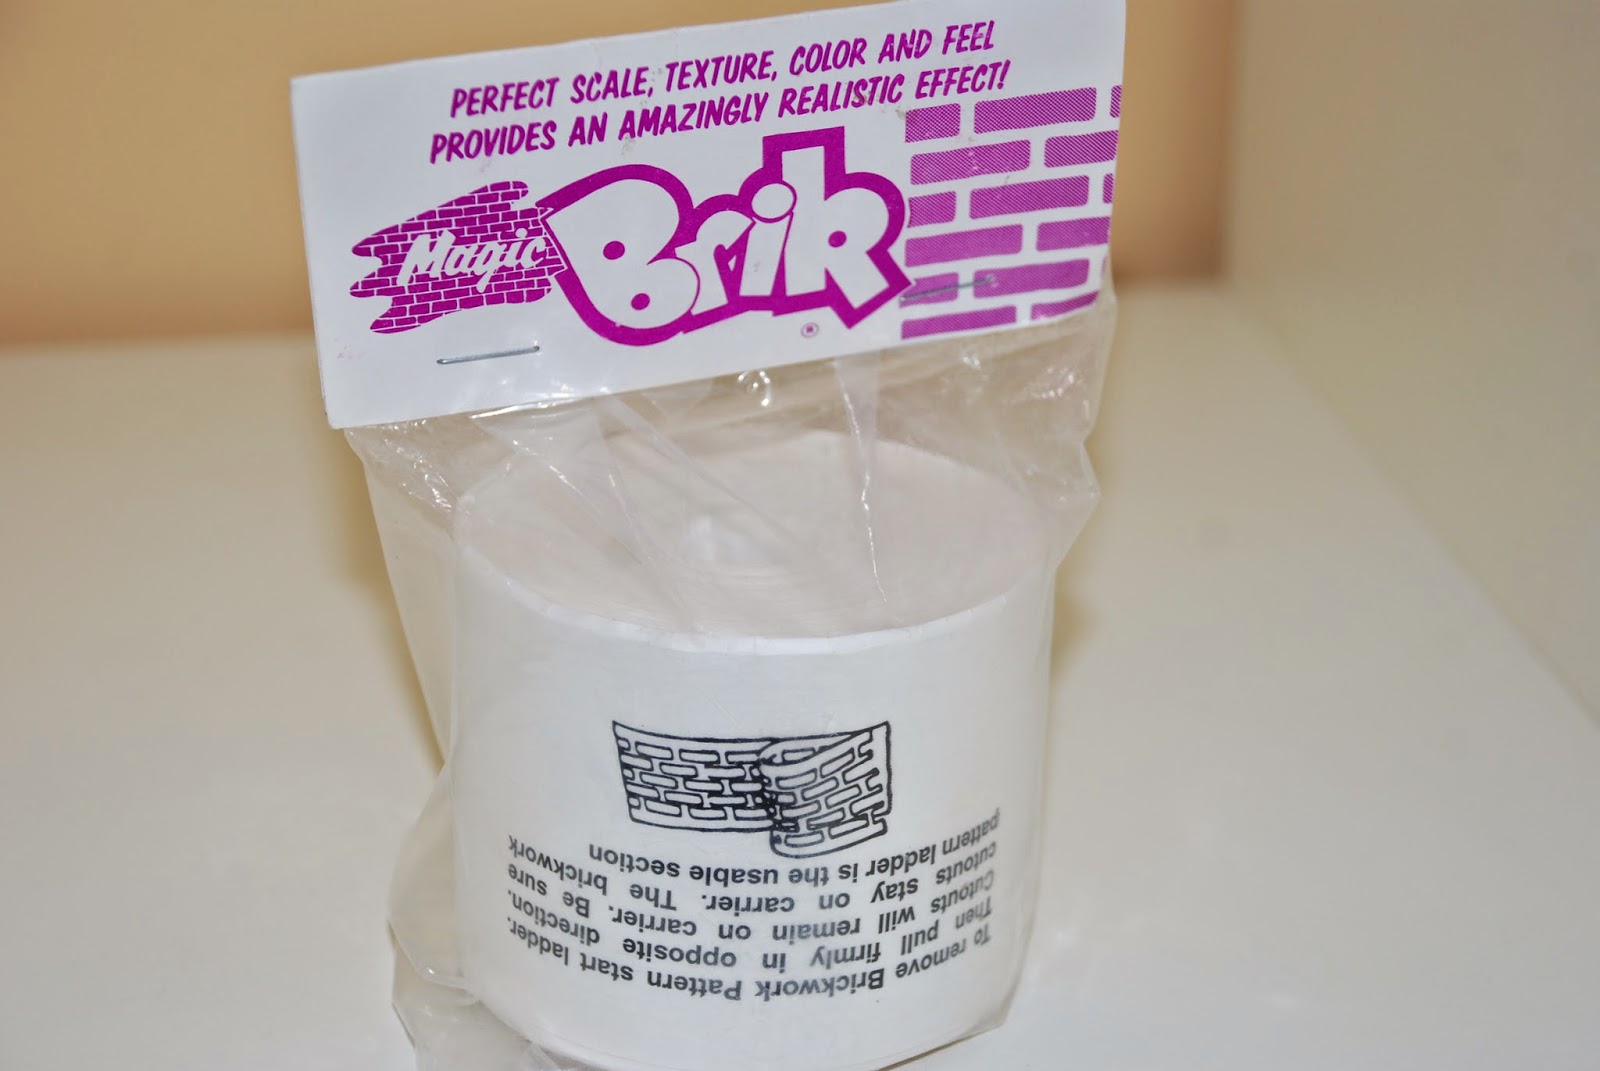 PERFECT SCALE, TEXTURE, COLOR AND FEEL
PROVIDES AN AMAZINGLY REALISTIC EFFECT!
Magic Brik
®
To remove Brickwork Pattern start ladder.
Then pull firmly in opposite direction.
Cutouts will remain on carrier. Be sure
cutouts stay on carrier. The brickwork
pattern ladder is the usable section